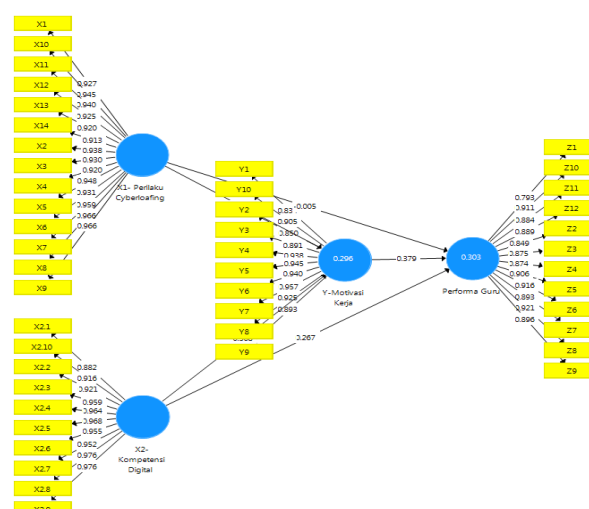 X1
X10
X11
X12
X13
X14
X2
X3
X4
X5
X6
X7
X8
X9
0.927
0.945
0.940
0.925
0.920
0.913
0.938
0.930
0.920
0.948
0.931
0.959
0.966
0.966
X1- Perilaku
Cyberloafing
X2.1
X2.10
X2.2
X2.3
X2.4
X2.5
X2.6
X2.7
X2.8
0.882
0.916
0.921
0.959
0.964
0.968
0.955
0.952
0.976
0.976
X2-
Kompetensi
Digital
Y1
Y10
Y2
Y3
Y4
Y5
Y6
Y7
Y8
Y9
0.905
0.850
0.891
0.938
0.945
0.940
0.957
0.925
0.893
-0.005
0.296
Y-Motivasi
Kerja
0.379
0.267
0.303
Performa Guru
0.793
0.911
0.884
0.889
0.849
0.875
0.874
0.906
0.916
0.893
0.921
0.896
Z1
Z10
Z11
Z12
Z2
Z3
Z4
Z5
Z6
Z7
Z8
Z9